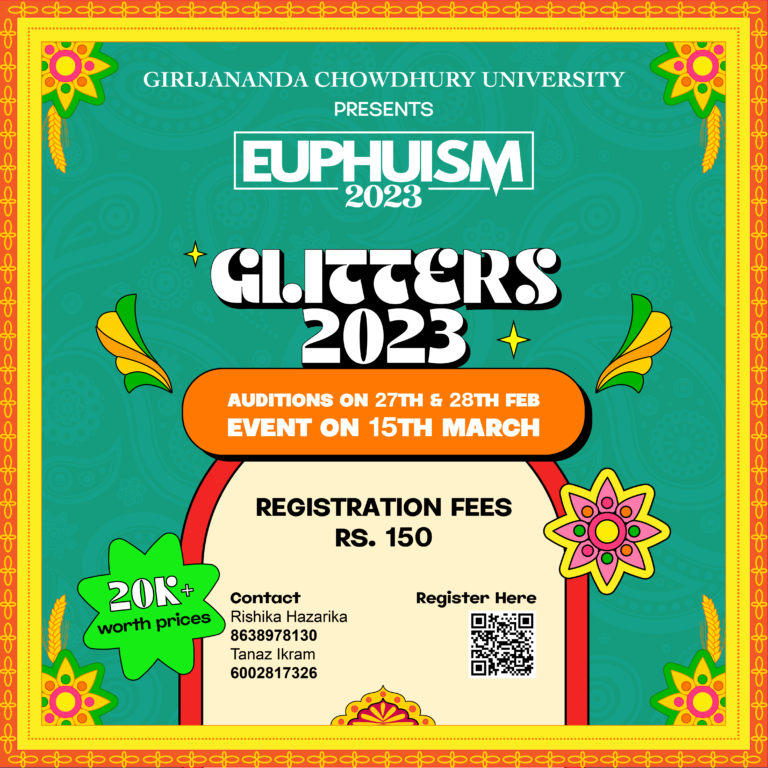 GIRIJANANDA CHOWDHURY UNIVERSITY
PRESENTS
EUPHUISM
2023
GLITTERS
2023
AUDITIONS ON 27TH & 28TH FEB
EVENT ON 15TH MARCH
REGISTRATION FEES
RS. 150
20K+
worth prices
Contact
Rishika Hazarika
8638978130
Tanaz Ikram
6002817326
Register Here